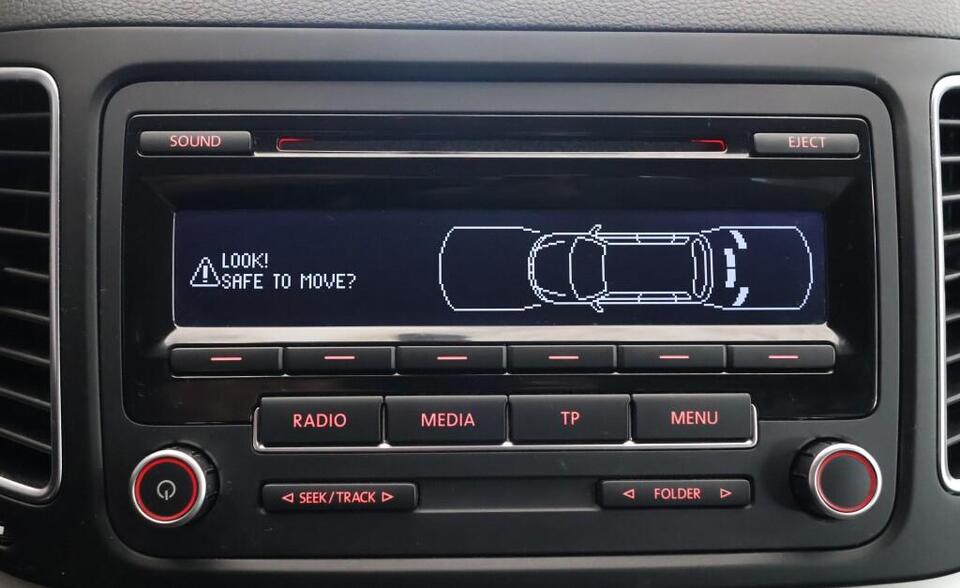 SOUND
EJECT
LOOK!
SAFE TO MOVE?
RADIO
MEDIA
TP
MENU
SEEK/TRACK
FOLDER